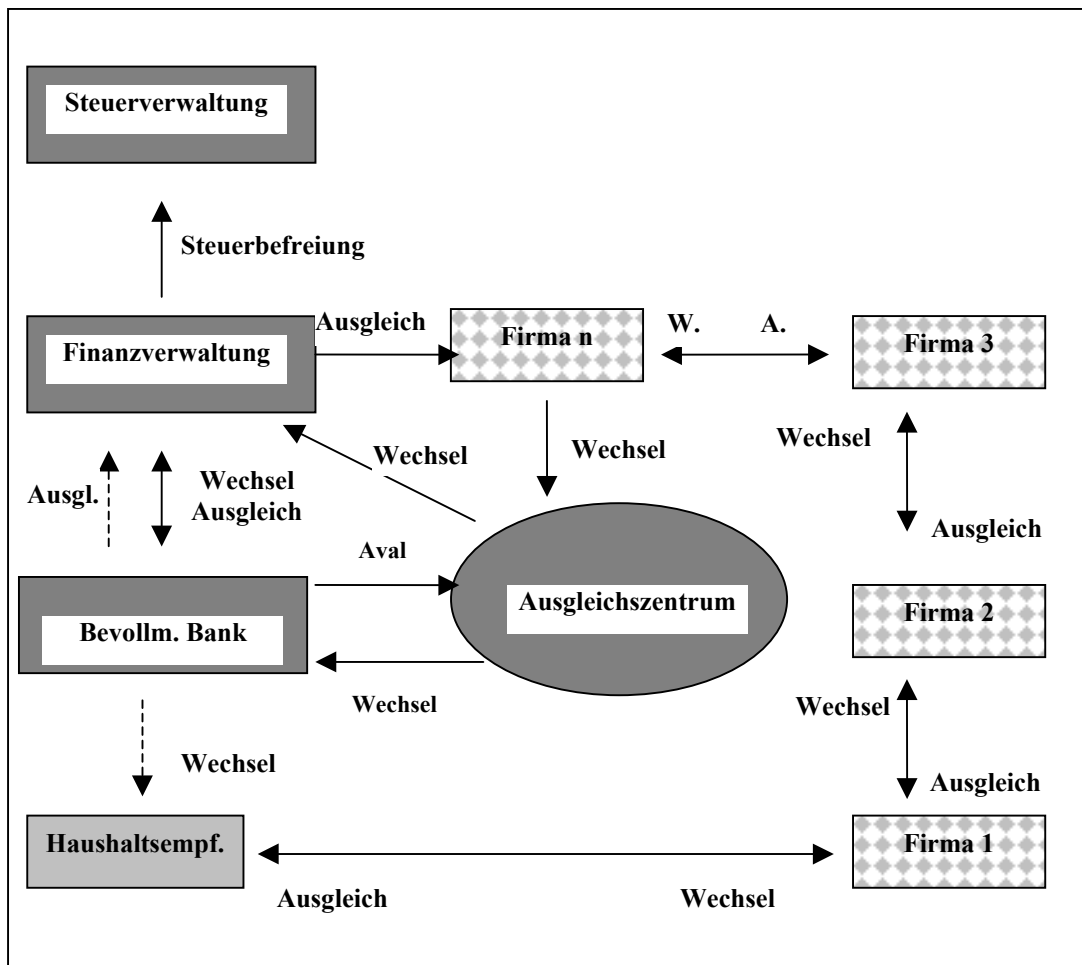 Steuerverwaltung
Steuerbefreiung
Ausgleich
Firma n
W.
A.
Firma 3
Finanzverwaltung
Wechsel
Wechsel
Wechsel
Ausgl.
Wechsel
Ausgleich
Ausgleich
Aval
Ausgleichszentrum
Firma 2
Bevollm. Bank
Wechsel
Wechsel
Wechsel
Ausgleich
Haushaltsempf.
Firma 1
Ausgleich
Wechsel